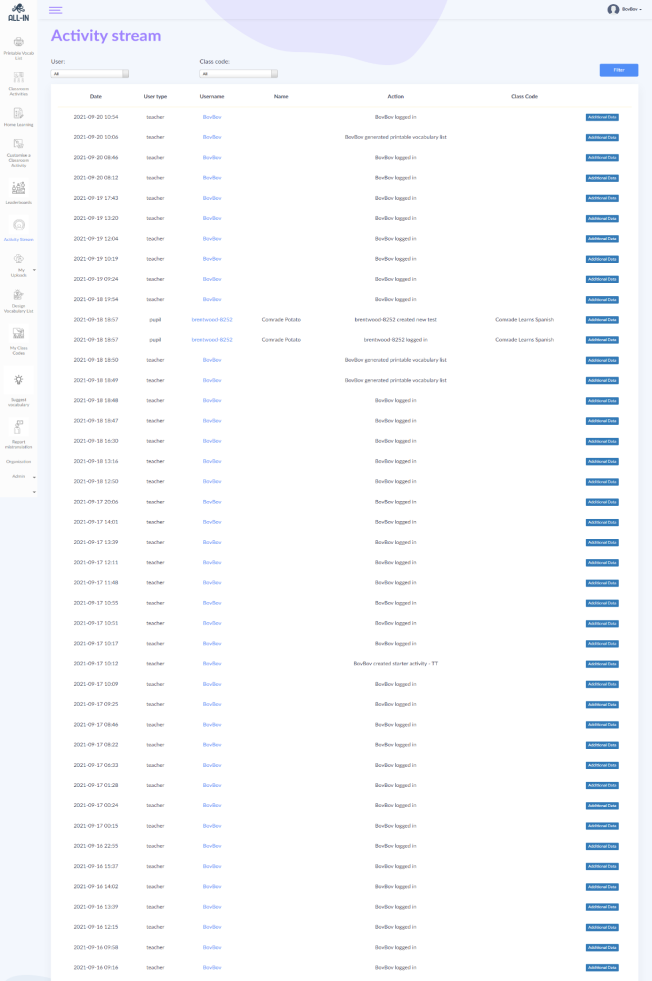 ALL-IN
BovBov
Activity stream
Printable Vocab
List
Classroom
Activities
Home Learning
Customise a
Classroom
Activity
Leaderboards
Activity Stream
My
Uploads
Design
Vocabulary List
My Class
Codes
Suggest
vocabulary
Report
mistranslation
Organisation
Admin
User:
Class code:
All
All
Filter
Date User type Username Name Action Class Code
2021-09-20 10:54 teacher BovBov BovBov logged in Additional Data
2021-09-20 10:06 teacher BovBov BovBov generated printable vocabulary list Additional Data
2021-09-20 08:46 teacher BovBov BovBov logged in Additional Data
2021-09-20 08:12 teacher BovBov BovBov logged in Additional Data
2021-09-19 17:43 teacher BovBov BovBov logged in Additional Data
2021-09-19 13:20 teacher BovBov BovBov logged in Additional Data
2021-09-19 12:04 teacher BovBov BovBov logged in Additional Data
2021-09-19 10:19 teacher BovBov BovBov logged in Additional Data
2021-09-19 09:24 teacher BovBov BovBov logged in Additional Data
2021-09-18 19:54 teacher BovBov BovBov logged in Additional Data
2021-09-18 18:57 pupil brentwood-8252 Comrade Potato brentwood-8252 created new test Comrade Learns Spanish Additional Data
2021-09-18 18:57 pupil brentwood-8252 Comrade Potato brentwood-8252 logged in Comrade Learns Spanish Additional Data
2021-09-18 18:50 teacher BovBov BovBov generated printable vocabulary list Additional Data
2021-09-18 18:49 teacher BovBov BovBov generated printable vocabulary list Additional Data
2021-09-18 18:48 teacher BovBov BovBov logged in Additional Data
2021-09-18 18:47 teacher BovBov BovBov logged in Additional Data
2021-09-18 16:30 teacher BovBov BovBov logged in Additional Data
2021-09-18 13:16 teacher BovBov BovBov logged in Additional Data
2021-09-18 12:50 teacher BovBov BovBov logged in Additional Data
2021-09-17 20:06 teacher BovBov BovBov logged in Additional Data
2021-09-17 14:01 teacher BovBov BovBov logged in Additional Data
2021-09-17 13:39 teacher BovBov BovBov logged in Additional Data
2021-09-17 12:11 teacher BovBov BovBov logged in Additional Data
2021-09-17 11:48 teacher BovBov BovBov logged in Additional Data
2021-09-17 10:55 teacher BovBov BovBov logged in Additional Data
2021-09-17 10:51 teacher BovBov BovBov logged in Additional Data
2021-09-17 10:17 teacher BovBov BovBov logged in Additional Data
2021-09-17 10:12 teacher BovBov BovBov created starter activity - TT Additional Data
2021-09-17 10:09 teacher BovBov BovBov logged in Additional Data
2021-09-17 09:25 teacher BovBov BovBov logged in Additional Data
2021-09-17 08:46 teacher BovBov BovBov logged in Additional Data
2021-09-17 08:22 teacher BovBov BovBov logged in Additional Data
2021-09-17 06:33 teacher BovBov BovBov logged in Additional Data
2021-09-17 01:28 teacher BovBov BovBov logged in Additional Data
2021-09-17 00:24 teacher BovBov BovBov logged in Additional Data
2021-09-17 00:15 teacher BovBov BovBov logged in Additional Data
2021-09-16 22:55 teacher BovBov BovBov logged in Additional Data
2021-09-16 15:37 teacher BovBov BovBov logged in Additional Data
2021-09-16 14:02 teacher BovBov BovBov logged in Additional Data
2021-09-16 13:39 teacher BovBov BovBov logged in Additional Data
2021-09-16 12:15 teacher BovBov BovBov logged in Additional Data
2021-09-16 09:58 teacher BovBov BovBov logged in Additional Data
2021-09-16 09:16 teacher BovBov BovBov logged in Additional Data